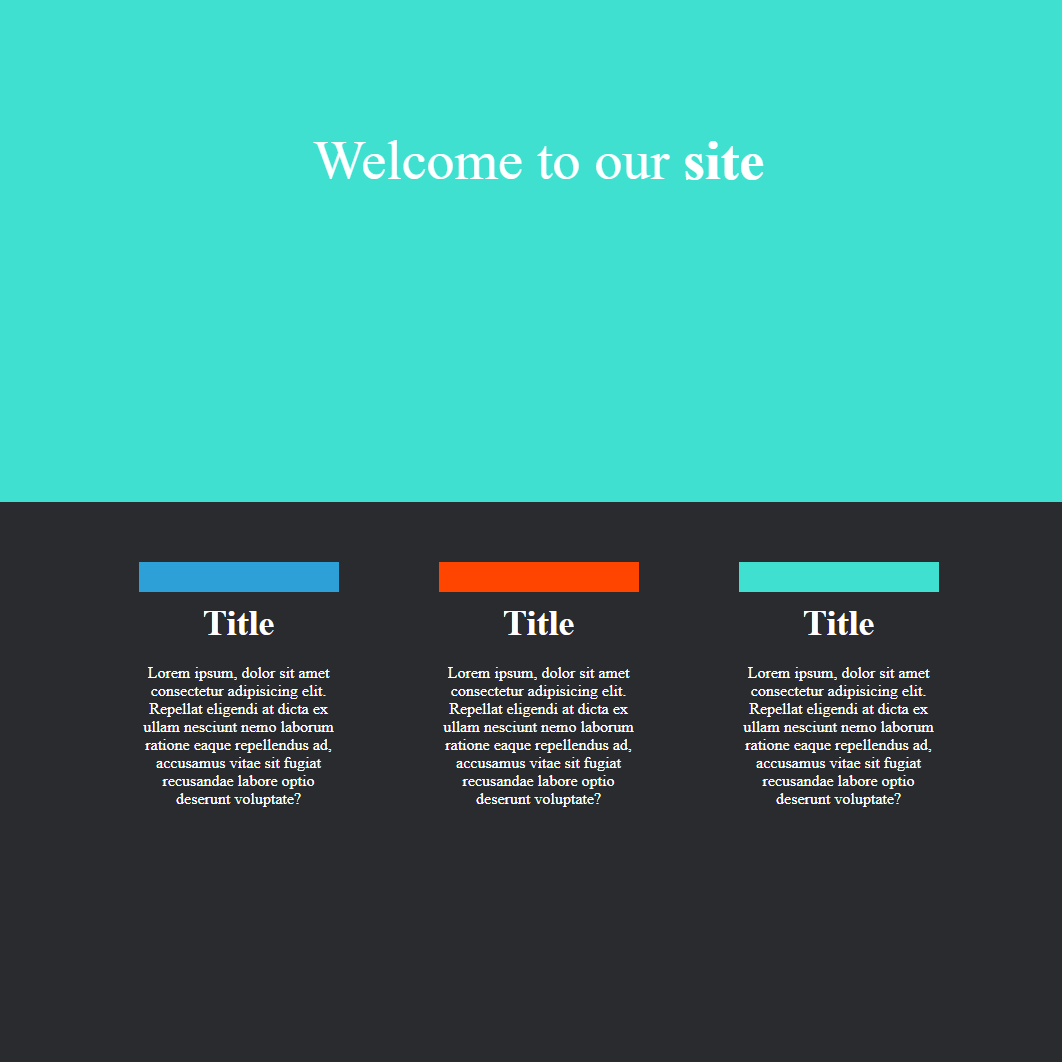 Welcome to our site
Title
Lorem ipsum, dolor sit amet
consectetur adipisicing elit.
Repellat eligendi at dicta ex
ullam nesciunt nemo laborum
ratione eaque repellendus ad,
accusamus vitae sit fugiat
recusandae labore optio
deserunt voluptate?
Title
Lorem ipsum, dolor sit amet
consectetur adipisicing elit.
Repellat eligendi at dicta ex
ullam nesciunt nemo laborum
ratione eaque repellendus ad,
accusamus vitae sit fugiat
recusandae labore optio
deserunt voluptate?
Title
Lorem ipsum, dolor sit amet
consectetur adipisicing elit.
Repellat eligendi at dicta ex
ullam nesciunt nemo laborum
ratione eaque repellendus ad,
accusamus vitae sit fugiat
recusandae labore optio
deserunt voluptate?